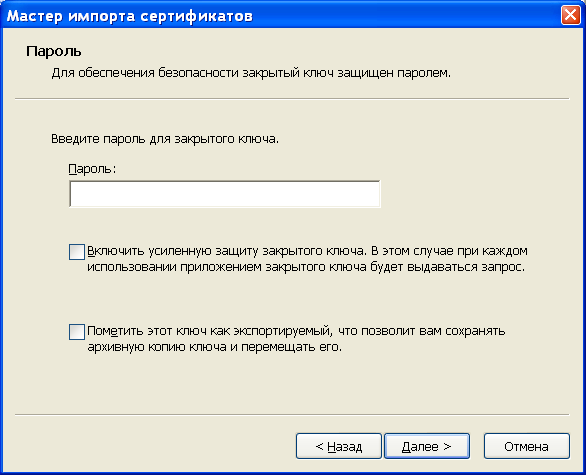 Мастер импорта сертификатов
Пароль
Для обеспечения безопасности закрытый ключ защищен паролем.
Введите пароль для закрытого ключа.
Пароль:
Включить усиленную защиту закрытого ключа. В этом случае при каждом
использовании приложением закрытого ключа будет выдаваться запрос.
Пометить этот ключ как экспортируемый, что позволит вам сохранять
архивную копию ключа и перемещать его.
< Назад
Далее >
Отмена